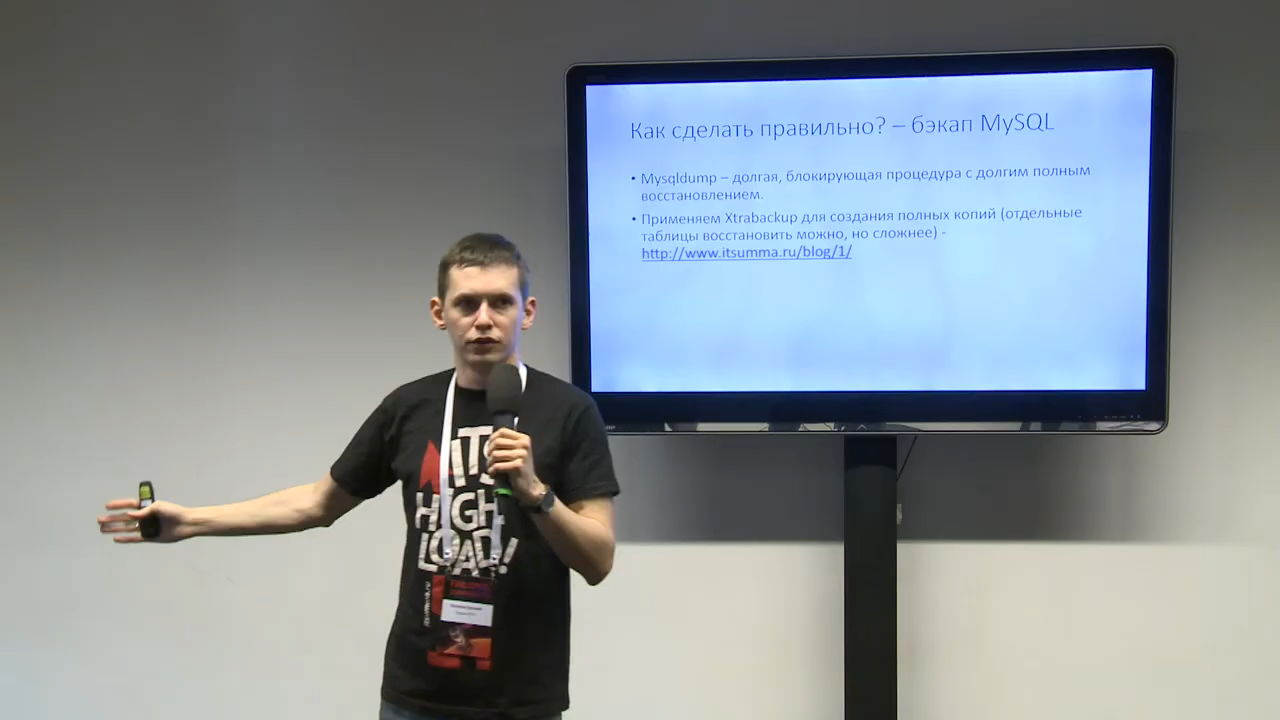 Как сделать правильно? – бэкап MySQL
• Mysqldump – долгая, блокирующая процедура с долгим полным
восстановлением.
• Применяем Xtrabackup для создания полных копий (отдельные
таблицы восстановить можно, но сложнее) -
http://www.itsumma.ru/blog/1/
ITS
HIGH
LOAD!